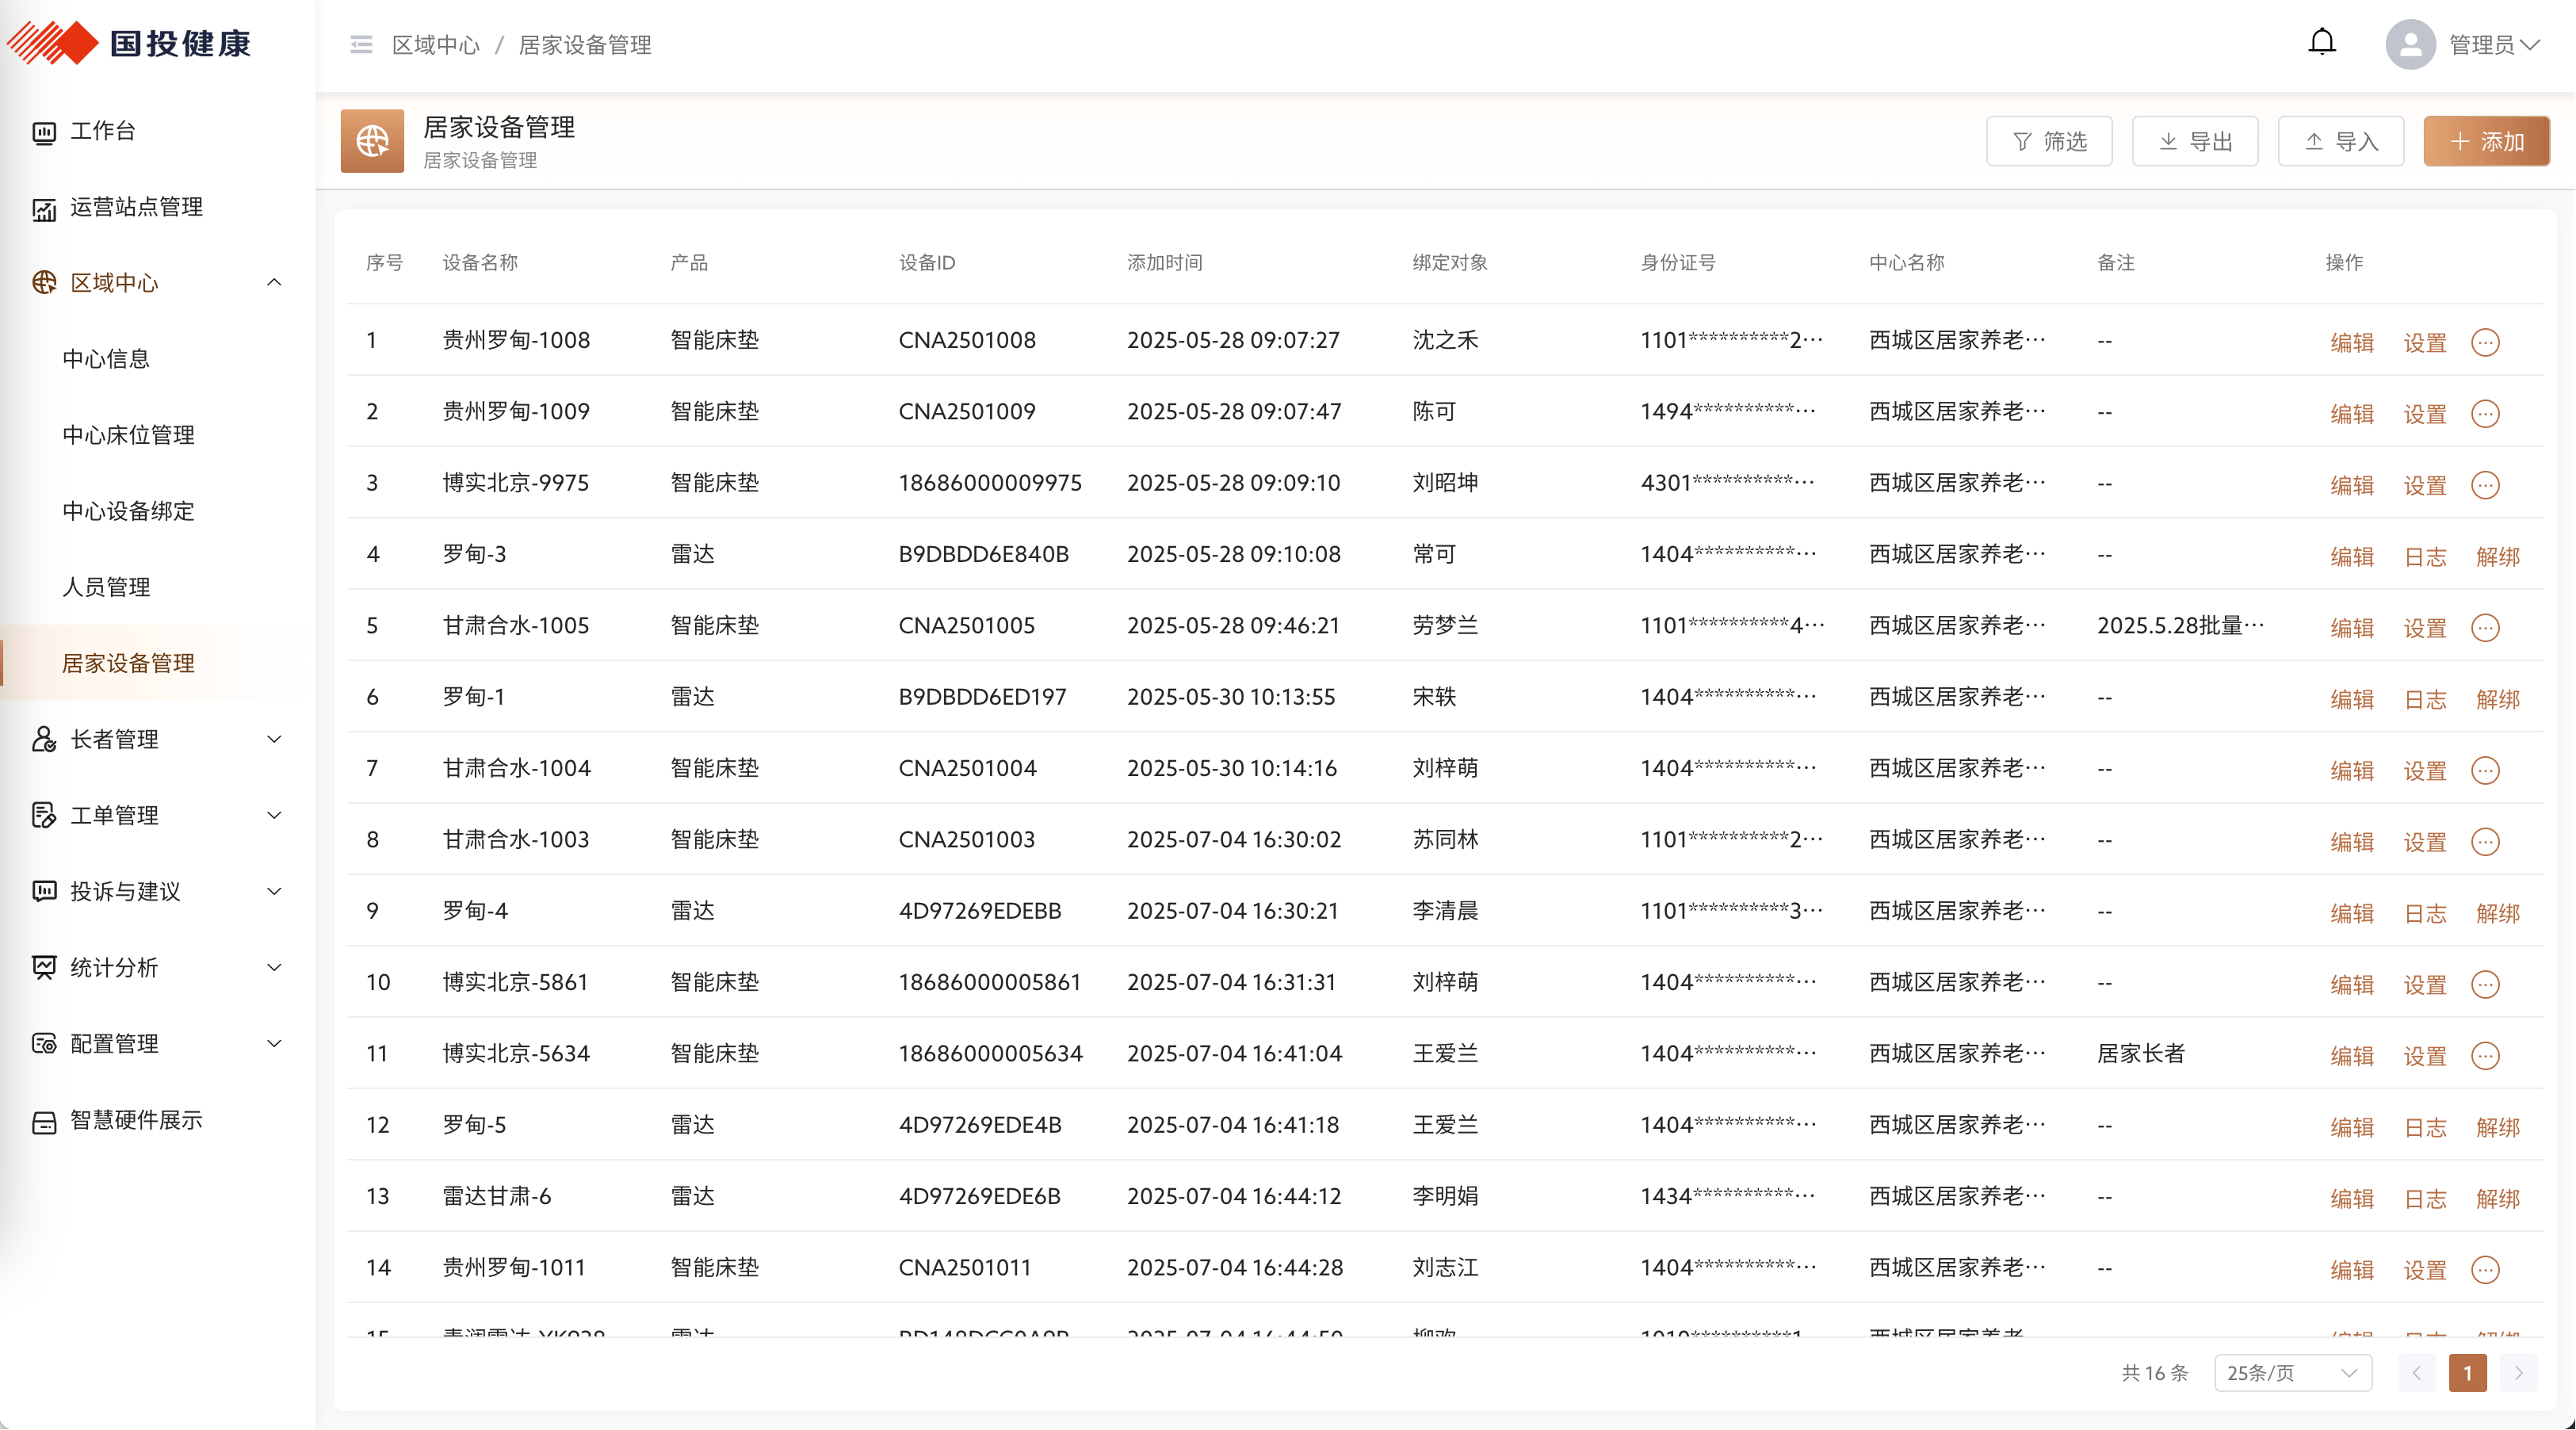 国投健康
区域中心 / 居家设备管理
管理员
工作台
运营站点管理
区域中心
中心信息
中心床位管理
中心设备绑定
人员管理
居家设备管理
长者管理
工单管理
投诉与建议
统计分析
配置管理
智慧硬件展示
居家设备管理
居家设备管理
筛选 导出 导入 添加
序号 设备名称 产品 设备ID 添加时间 绑定对象 身份证号 中心名称 备注 操作
1 贵州罗甸-1008 智能床垫 CNA2501008 2025-05-28 09:07:27 沈之禾 1101**********2… 西城区居家养老… -- 编辑 设置
2 贵州罗甸-1009 智能床垫 CNA2501009 2025-05-28 09:07:47 陈可 1494**********… 西城区居家养老… -- 编辑 设置
3 博实北京-9975 智能床垫 18686000009975 2025-05-28 09:09:10 刘昭坤 4301**********… 西城区居家养老… -- 编辑 设置
4 罗甸-3 雷达 B9DBDD6E840B 2025-05-28 09:10:08 常可 1404**********… 西城区居家养老… -- 编辑 日志 解绑
5 甘肃合水-1005 智能床垫 CNA2501005 2025-05-28 09:46:21 劳梦兰 1101**********4… 西城区居家养老… 2025.5.28批量… 编辑 设置
6 罗甸-1 雷达 B9DBDD6ED197 2025-05-30 10:13:55 宋轶 1404**********… 西城区居家养老… -- 编辑 日志 解绑
7 甘肃合水-1004 智能床垫 CNA2501004 2025-05-30 10:14:16 刘梓萌 1404**********… 西城区居家养老… -- 编辑 设置
8 甘肃合水-1003 智能床垫 CNA2501003 2025-07-04 16:30:02 苏同林 1101**********2… 西城区居家养老… -- 编辑 设置
9 罗甸-4 雷达 4D97269EDEBB 2025-07-04 16:30:21 李清晨 1101**********3… 西城区居家养老… -- 编辑 日志 解绑
10 博实北京-5861 智能床垫 18686000005861 2025-07-04 16:31:31 刘梓萌 1404**********… 西城区居家养老… -- 编辑 设置
11 博实北京-5634 智能床垫 18686000005634 2025-07-04 16:41:04 王爱兰 1404**********… 西城区居家养老… 居家长者 编辑 设置
12 罗甸-5 雷达 4D97269EDE4B 2025-07-04 16:41:18 王爱兰 1404**********… 西城区居家养老… -- 编辑 日志 解绑
13 雷达甘肃-6 雷达 4D97269EDE6B 2025-07-04 16:44:12 李明娟 1434**********… 西城区居家养老… -- 编辑 日志 解绑
14 贵州罗甸-1011 智能床垫 CNA2501011 2025-07-04 16:44:28 刘志江 1404**********… 西城区居家养老… -- 编辑 设置
共 16 条 25条/页 1